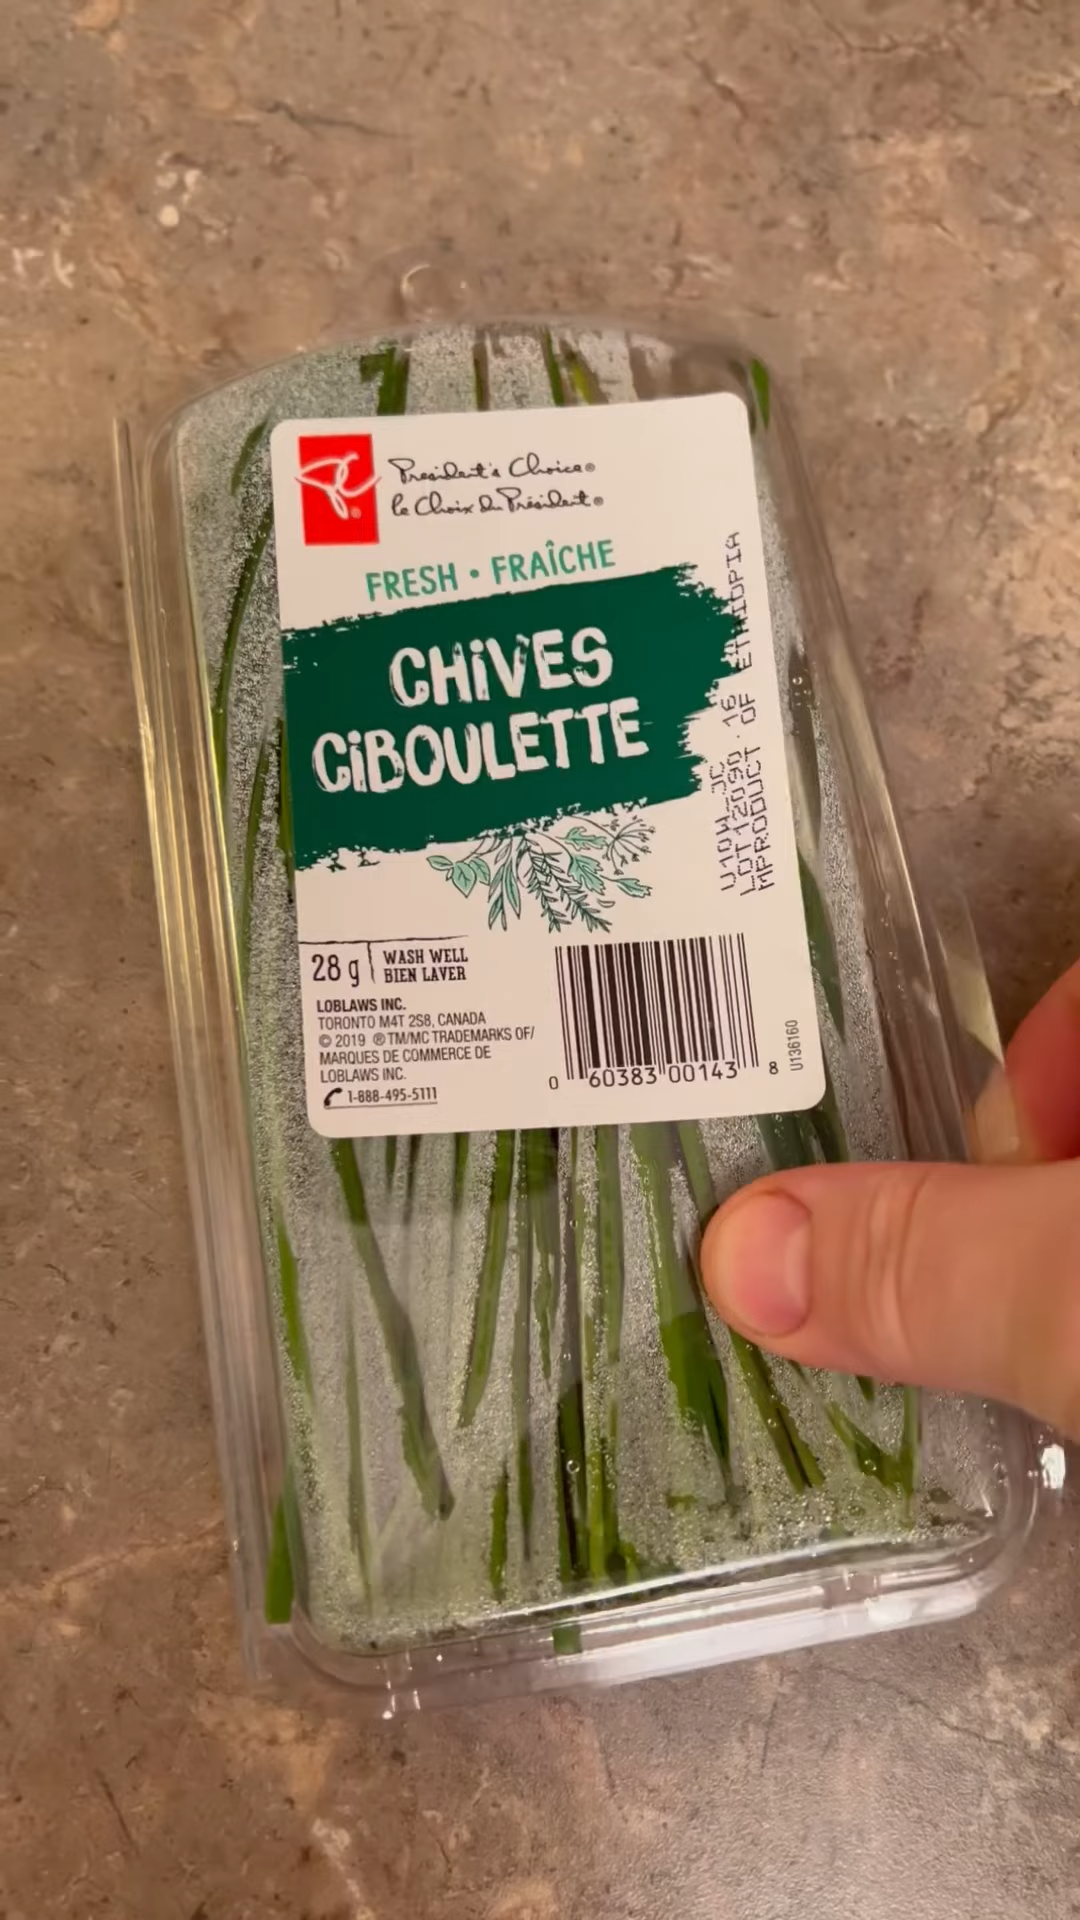 President's Choice®
le Choix du Président®
FRESH • FRAÎCHE
CHIVES
CIBOULETTE
28 g
WASH WELL
BIEN LAVER
LOBLAWS INC.
TORONTO M4T 2S8, CANADA
© 2019 ® TM/MC TRADEMARKS OF/
MARQUES DE COMMERCE DE
LOBLAWS INC.
1-888-495-5111
0 60383 00143 8
U136160
LOT 12090 . 16
PRODUCT OF ETHIOPIA